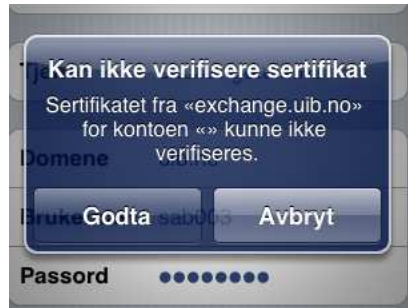 Kan ikke verifisere sertifikat
Sertifikatet fra «exchange.uib.no»
for kontoen «» kunne ikke
verifiseres.
Domene
Godta
Avbryt
Passord